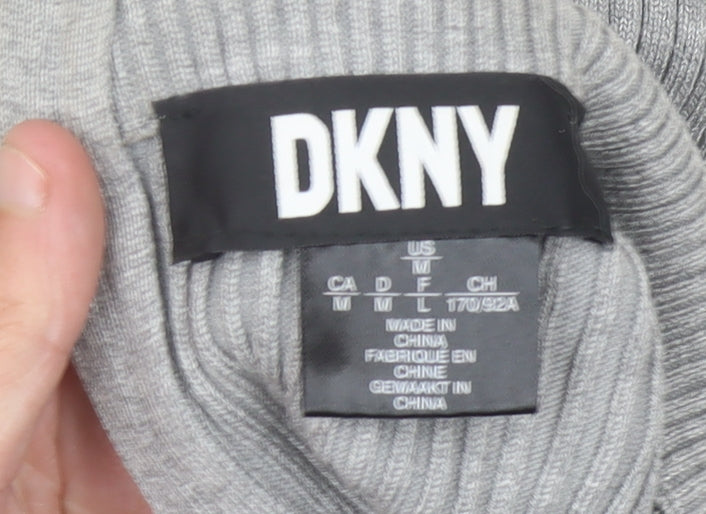 DKNY
US
M
CA D F CH
M M L 170/92A
MADE IN
CHINA
FABRIQUE EN
CHINE
GEMAAKT IN
CHINA